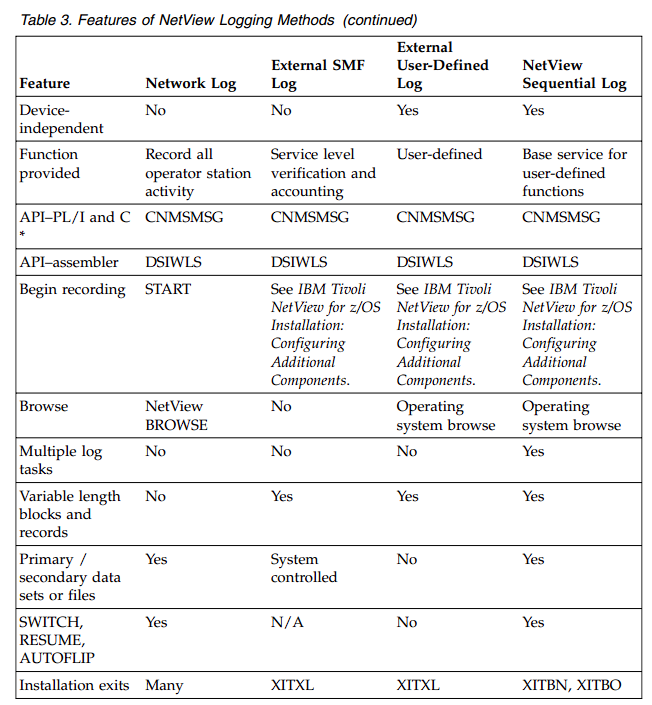 Table 3. Features of NetView Logging Methods (continued)
Feature Network Log External SMF Log External User-Defined Log NetView Sequential Log
Device-independent No No Yes Yes
Function provided Record all operator station activity Service level verification and accounting User-defined Base service for user-defined functions
API–PL/I and C * CNMSMSG CNMSMSG CNMSMSG CNMSMSG
API–assembler DSIWLS DSIWLS DSIWLS DSIWLS
Begin recording START See IBM Tivoli NetView for z/OS Installation: Configuring Additional Components. See IBM Tivoli NetView for z/OS Installation: Configuring Additional Components. See IBM Tivoli NetView for z/OS Installation: Configuring Additional Components.
Browse NetView BROWSE No Operating system browse Operating system browse
Multiple log tasks No No No Yes
Variable length blocks and records No Yes Yes Yes
Primary / secondary data sets or files Yes System controlled No Yes
SWITCH, RESUME, AUTOFLIP Yes N/A No Yes
Installation exits Many XITXL XITXL XITBN, XITBO